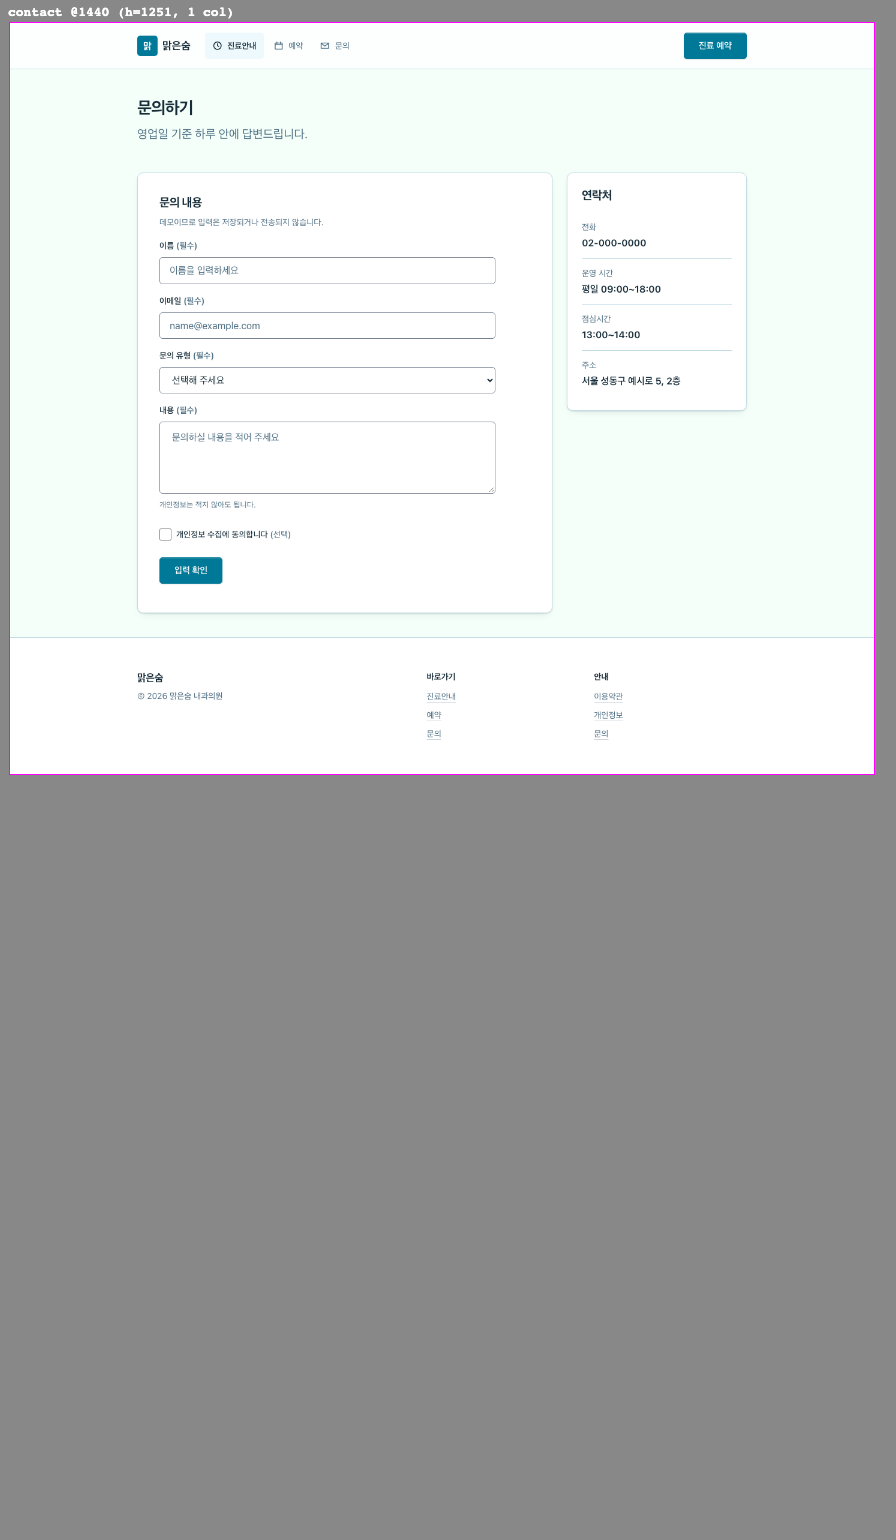 contact @1440 (h=1251, 1 col)
맑 맑은숨 진료안내 예약 문의 진료 예약
문의하기
영업일 기준 하루 안에 답변드립니다.
문의 내용
데모이므로 입력은 저장되거나 전송되지 않습니다.
이름 (필수)
이름을 입력하세요
이메일 (필수)
name@example.com
문의 유형 (필수)
선택해 주세요
내용 (필수)
문의하실 내용을 적어 주세요
개인정보는 적지 않아도 됩니다.
개인정보 수집에 동의합니다 (선택)
입력 확인
연락처
전화
02-000-0000
운영 시간
평일 09:00~18:00
점심시간
13:00~14:00
주소
서울 성동구 예시로 5, 2층
맑은숨
© 2026 맑은숨 내과의원
바로가기
진료안내
예약
문의
안내
이용약관
개인정보
문의